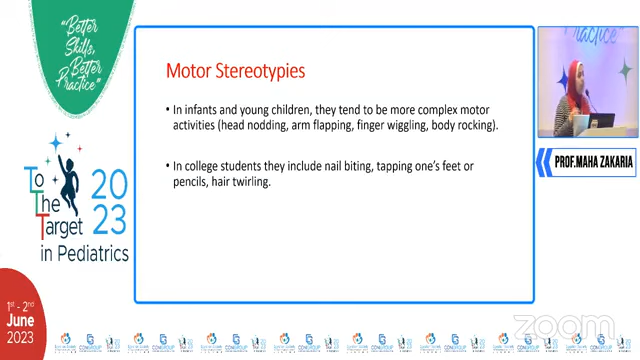 “Better
Skills,
Better
Practice”
To
The
Target
2023
in Pediatrics
1st - 2nd
June
2023
Motor Stereotypies
• In infants and young children, they tend to be more complex motor
activities (head nodding, arm flapping, finger wiggling, body rocking).
• In college students they include nail biting, tapping one's feet or
pencils, hair twirling.
Practice”
PROF.MAHA ZAKARIA
zoom